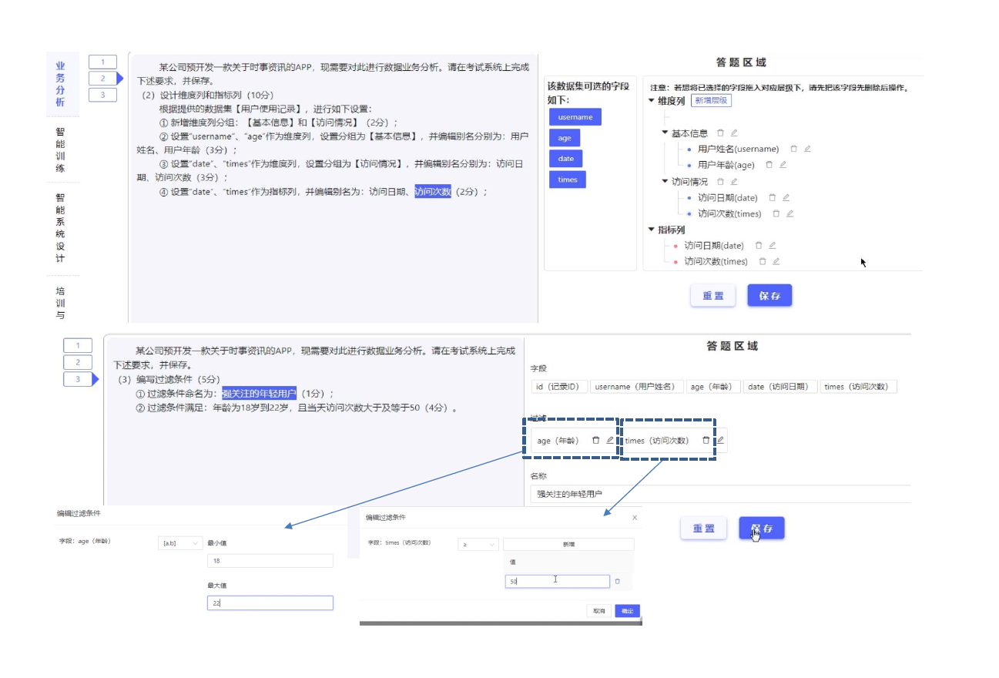 业务分析
智能训练
智能系统设计
培训与
1
2
3
某公司预开发一款关于时事资讯的APP，现需要对此进行数据业务分析。请在考试系统上完成
下述要求，并保存。
（2）设计维度列和指标列（10分）
根据提供的数据集【用户使用记录】，进行如下设置：
① 新增维度列分组：【基本信息】和【访问情况】（2分）；
② 设置“username”、“age”作为维度列，设置分组为【基本信息】，并编辑别名分别为：用户
姓名、用户年龄（3分）；
③ 设置“date”、“times”作为维度列，设置分组为【访问情况】，并编辑别名分别为：访问日
期、访问次数（3分）；
④ 设置“date”、“times”作为指标列，并编辑别名为：访问日期、访问次数（2分）；
答题区域
该数据集可选的字段
如下：
username
age
date
times
注意：若想将已选择的字段拖入对应层级下，请先把该字段先删除后操作。
维度列 新增层级
基本信息
用户姓名(username)
用户年龄(age)
访问情况
访问日期(date)
访问次数(times)
指标列
访问日期(date)
访问次数(times)
重置 保存
1
2
3
某公司预开发一款关于时事资讯的APP，现需要对此进行数据业务分析。请在考试系统上完成
下述要求，并保存。
（3）编写过滤条件（5分）
① 过滤条件命名为：强关注的年轻用户（1分）；
② 过滤条件满足：年龄为18岁到22岁，且当天访问次数大于及等于50（4分）。
答题区域
字段
id（记录ID） username（用户姓名） age（年龄） date（访问日期） times（访问次数）
过滤
age（年龄） times（访问次数）
名称
强关注的年轻用户
重置 保存
编辑过滤条件
字段：age（年龄） [a,b] 最小值
18
最大值
22
编辑过滤条件 X
字段：times（访问次数） ≥ 新增
值
50
取消 确定